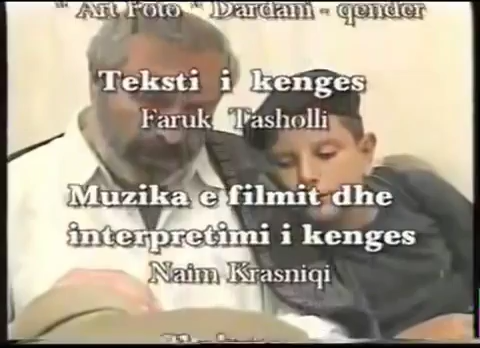 " Art Foto " Dardani - qender
Teksti i kenges
Faruk Tasholli
Muzika e filmit dhe
interpretimi i kenges
Naim Krasniqi